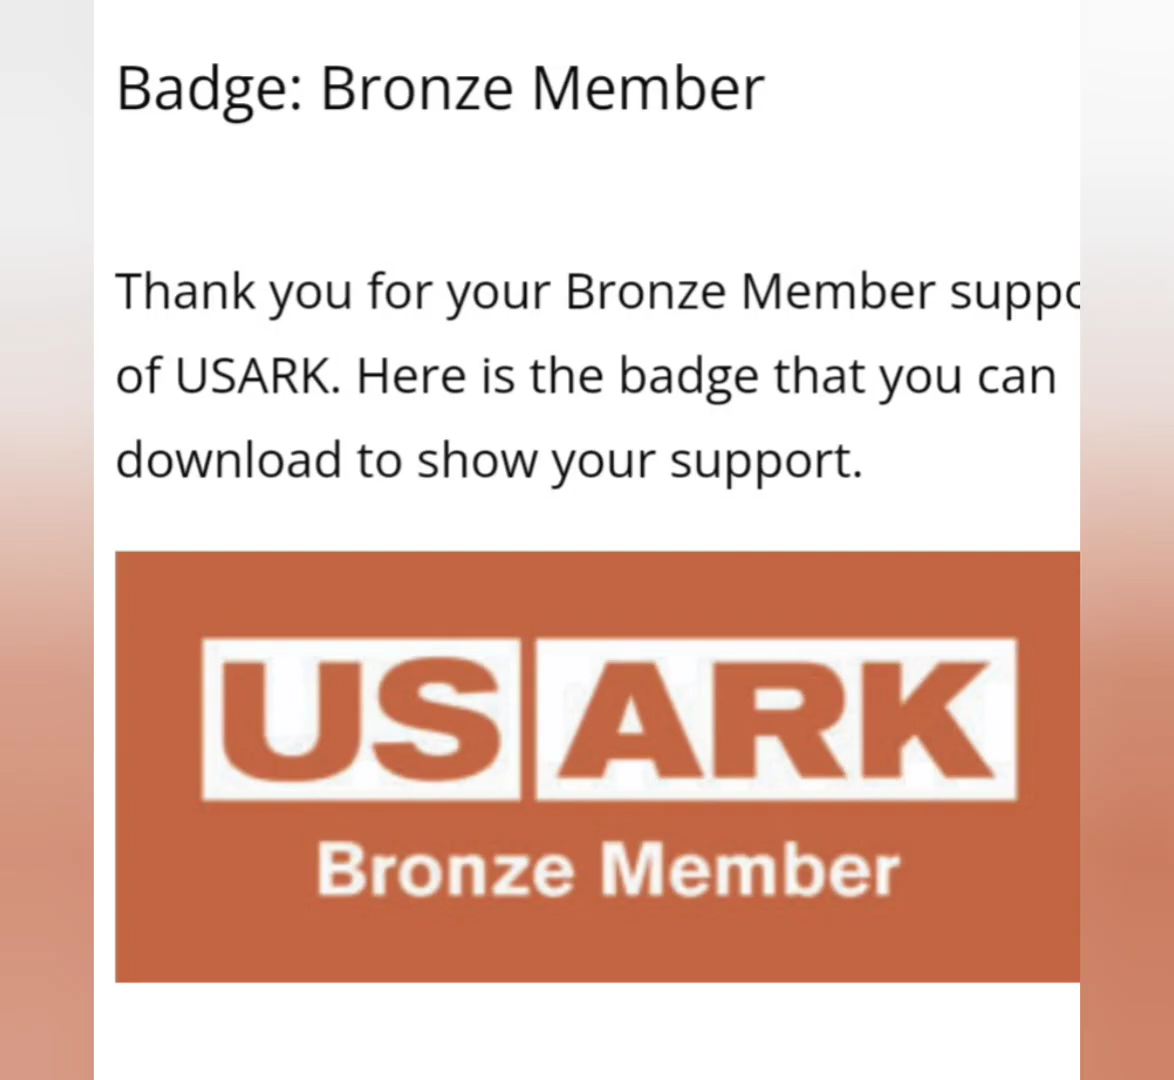 Badge: Bronze Member
Thank you for your Bronze Member suppo
of USARK. Here is the badge that you can
download to show your support.
US ARK
Bronze Member